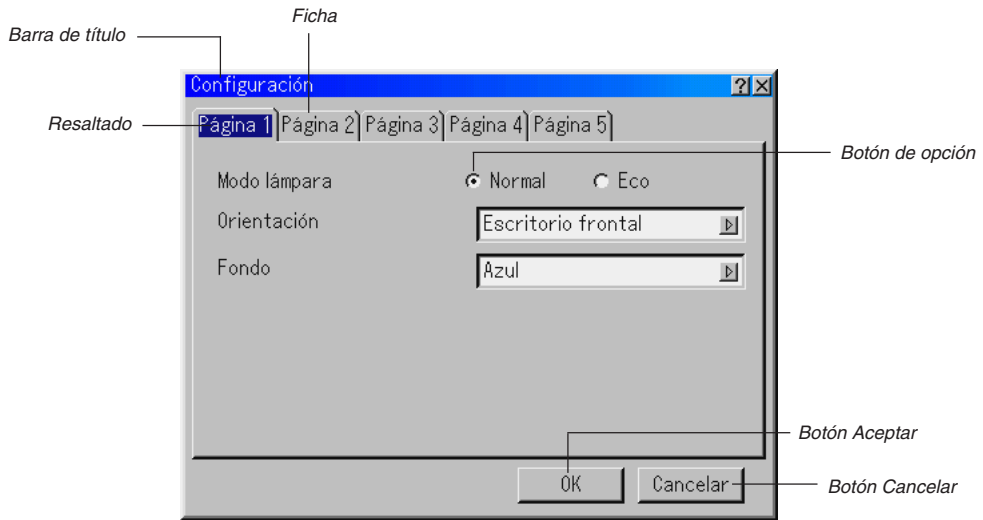 Ficha
Barra de título
Configuración
Resaltado
Página 1 Página 2 Página 3 Página 4 Página 5
Botón de opción
Modo lámpara Normal Eco
Orientación Escritorio frontal
Fondo Azul
Botón Aceptar
OK Cancelar
Botón Cancelar